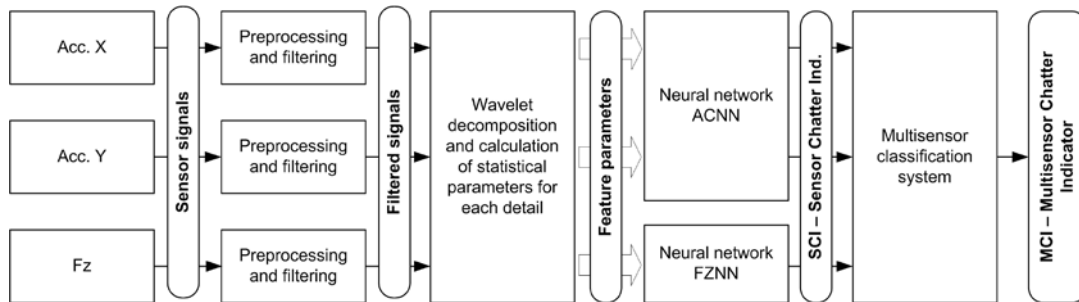 Acc. X
Acc. Y
Fz
Sensor signals
Preprocessing
and filtering
Preprocessing
and filtering
Preprocessing
and filtering
Filtered signals
Wavelet
decomposition
and calculation
of statistical
parameters for
each detail
Feature parameters
Neural network
ACNN
Neural network
FZNN
SCI – Sensor Chatter Ind.
Multisensor
classification
system
MCI – Multisensor Chatter
Indicator